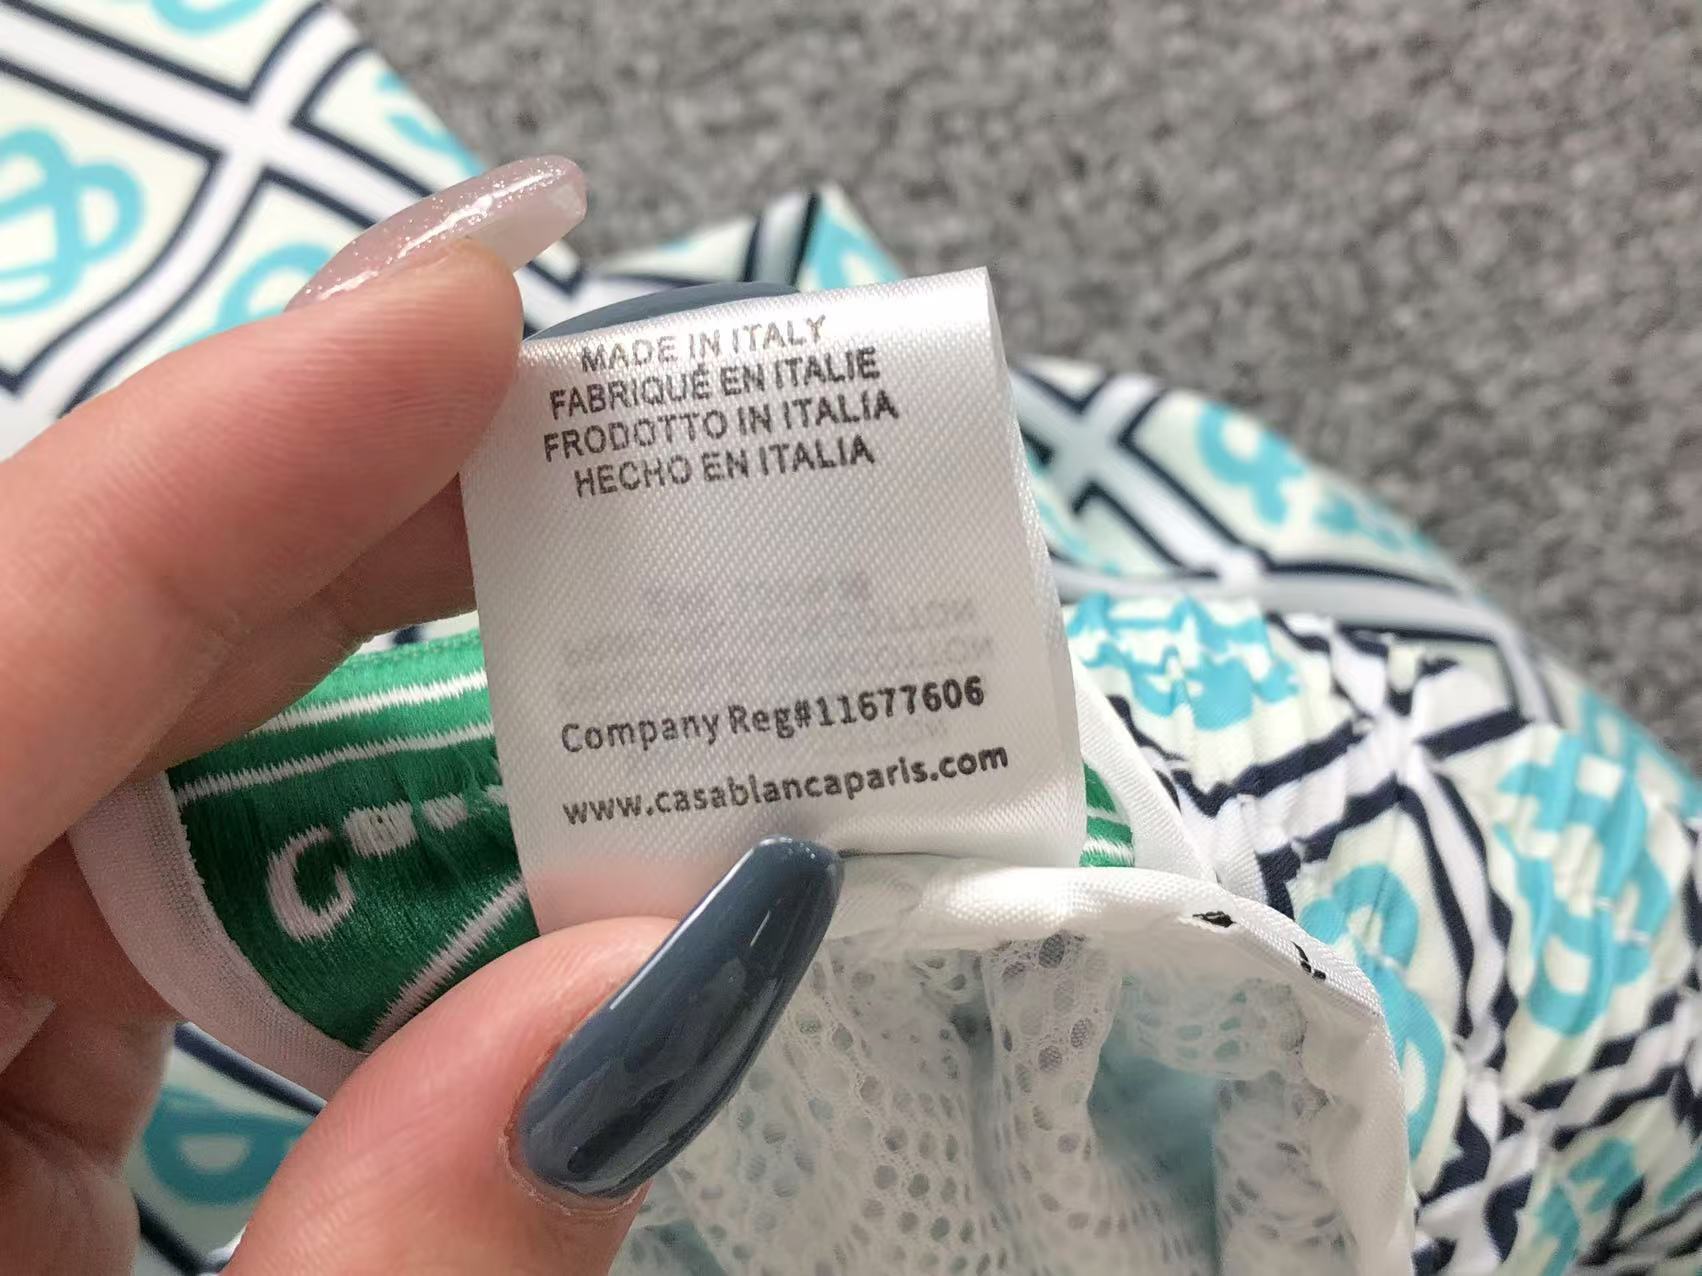 MADE IN ITALY
FABRIQUÉ EN ITALIE
FRODOTTO IN ITALIA
HECHO EN ITALIA
Company Reg#11677606
www.casablancaparis.com
C